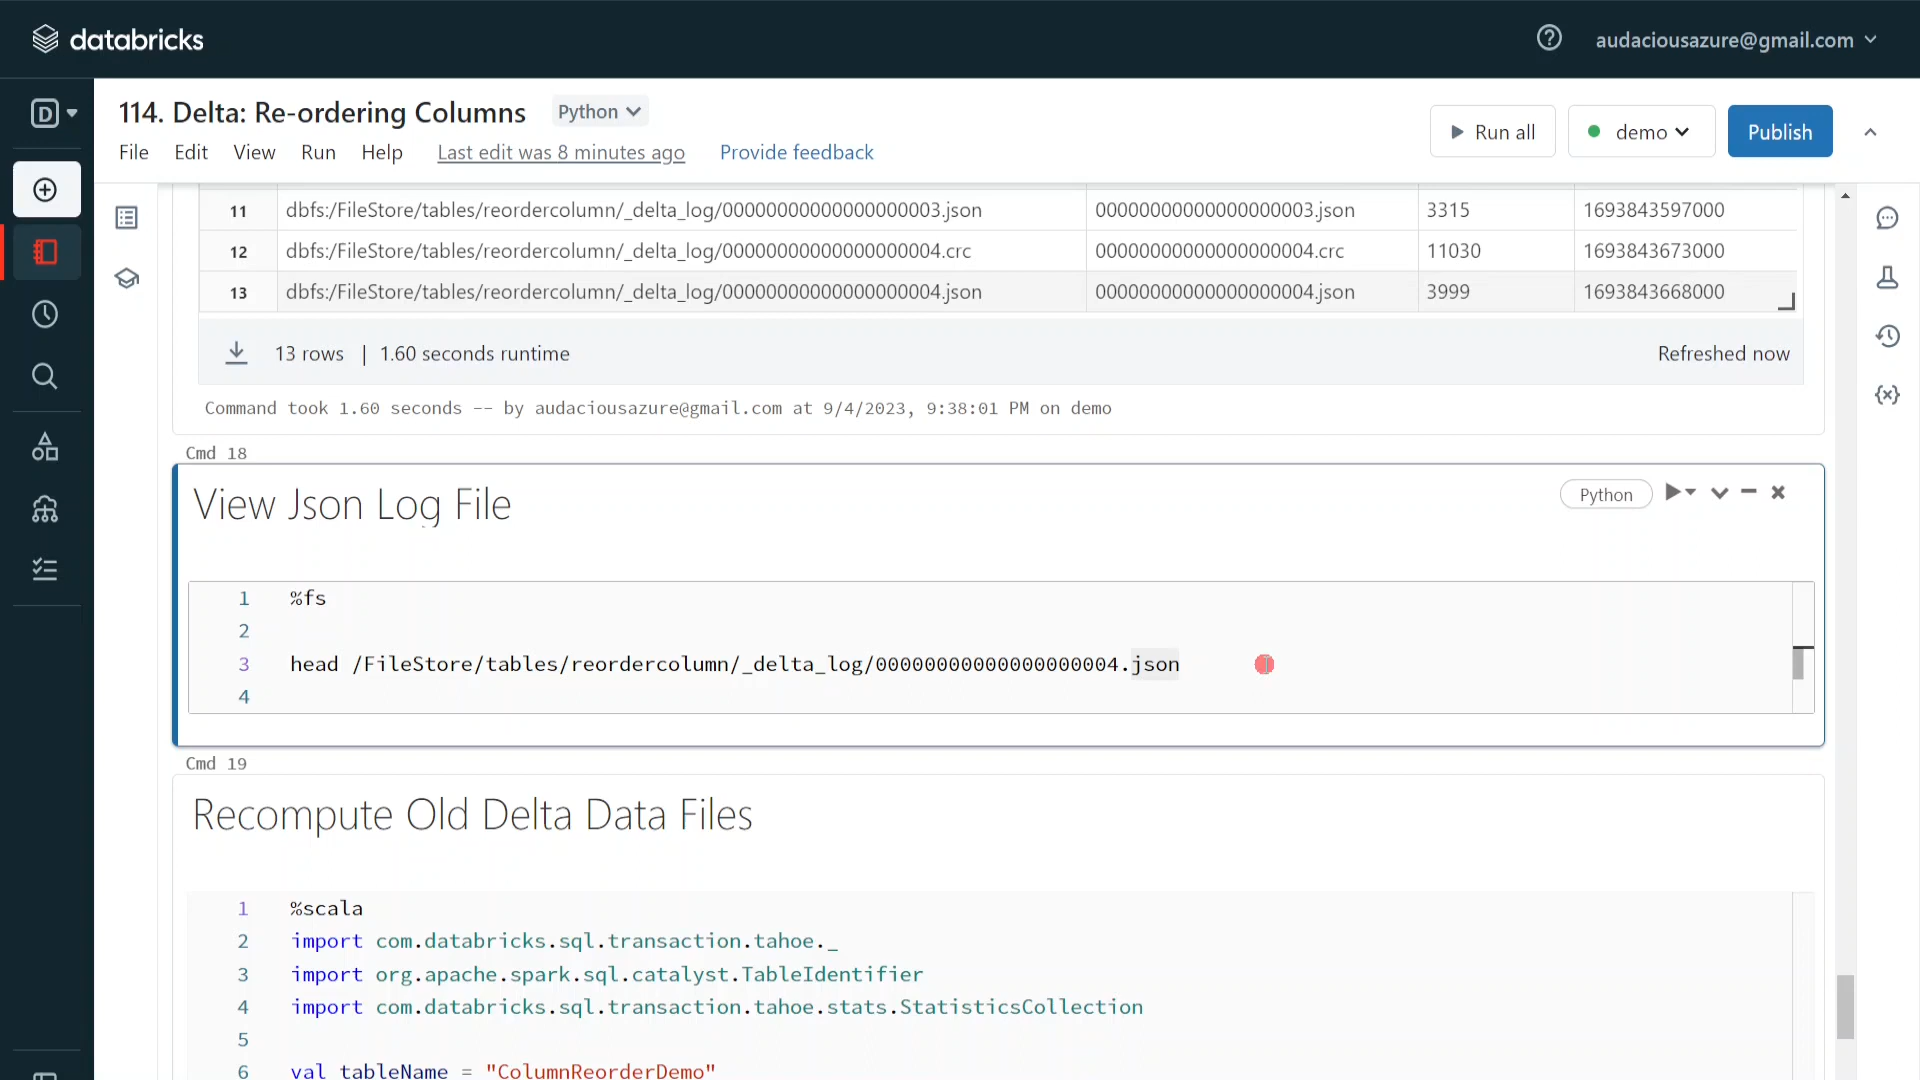 databricks
audaciousazure@gmail.com
D
114. Delta: Re-ordering Columns
Python
File Edit View Run Help Last edit was 8 minutes ago Provide feedback
Run all
demo
Publish
11 dbfs:/FileStore/tables/reordercolumn/_delta_log/00000000000000000003.json 00000000000000000003.json 3315 1693843597000
12 dbfs:/FileStore/tables/reordercolumn/_delta_log/00000000000000000004.crc 00000000000000000004.crc 11030 1693843673000
13 dbfs:/FileStore/tables/reordercolumn/_delta_log/00000000000000000004.json 00000000000000000004.json 3999 1693843668000
13 rows | 1.60 seconds runtime
Refreshed now
Command took 1.60 seconds -- by audaciousazure@gmail.com at 9/4/2023, 9:38:01 PM on demo
Cmd 18
View Json Log File
Python
1 %fs
2
3 head /FileStore/tables/reordercolumn/_delta_log/00000000000000000004.json
4
Cmd 19
Recompute Old Delta Data Files
1 %scala
2 import com.databricks.sql.transaction.tahoe._
3 import org.apache.spark.sql.catalyst.TableIdentifier
4 import com.databricks.sql.transaction.tahoe.stats.StatisticsCollection
5
6 val tableName = "ColumnReorderDemo"